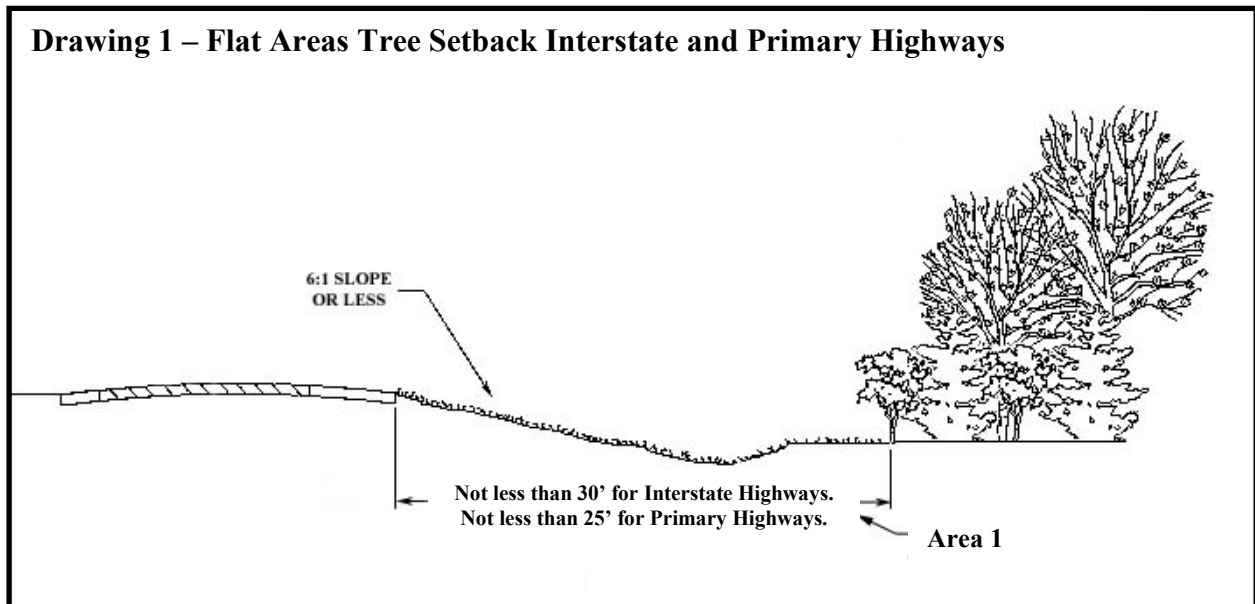 Drawing 1 – Flat Areas Tree Setback Interstate and Primary Highways
6:1 SLOPE
OR LESS
Not less than 30’ for Interstate Highways.
Not less than 25’ for Primary Highways.
Area 1